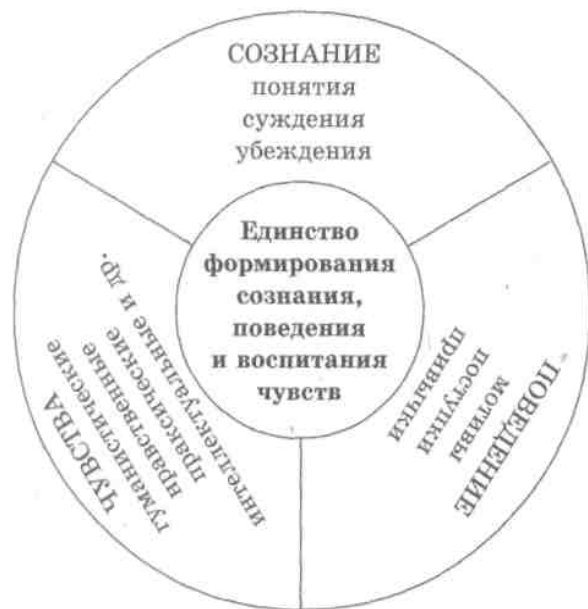 СОЗНАНИЕ
понятия
суждения
убеждения
Единство
формирования
сознания,
поведения
и воспитания
чувств
ПОВЕДЕНИЕ
мотивы
поступки
привычки
ЧУВСТВА
гуманистические
нравственные
праксические
интеллектуальные и др.